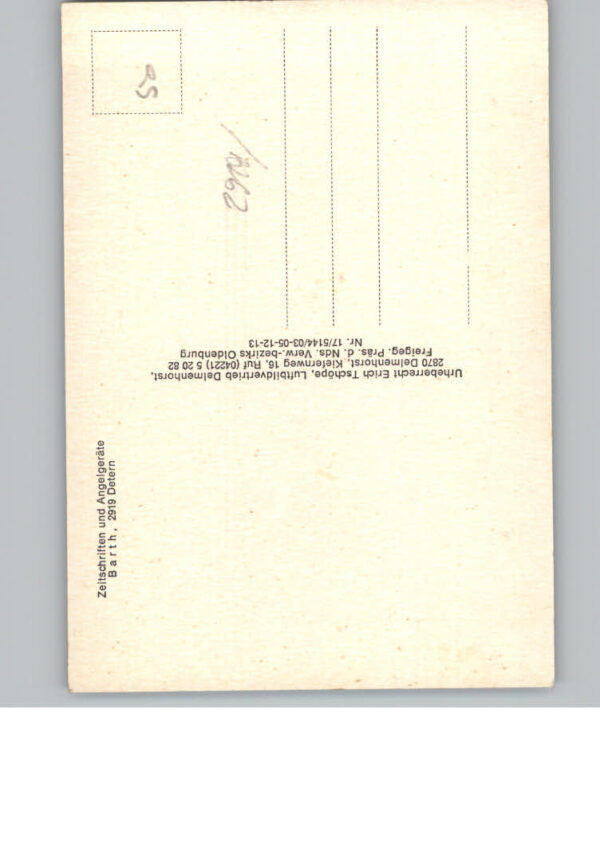 Zeitschriften und Angelgeräte
Barth, 2919 Detern
Urheberrecht Erich Tschöpe, Luftbildvertrieb Delmenhorst,
2870 Delmenhorst, Kiefernweg 16, Ruf (04221) 5 20 82
Freigeg. Präs. d. Nds. Verw.-bezirks Oldenburg
Nr. 17/5144/03-05-12-13